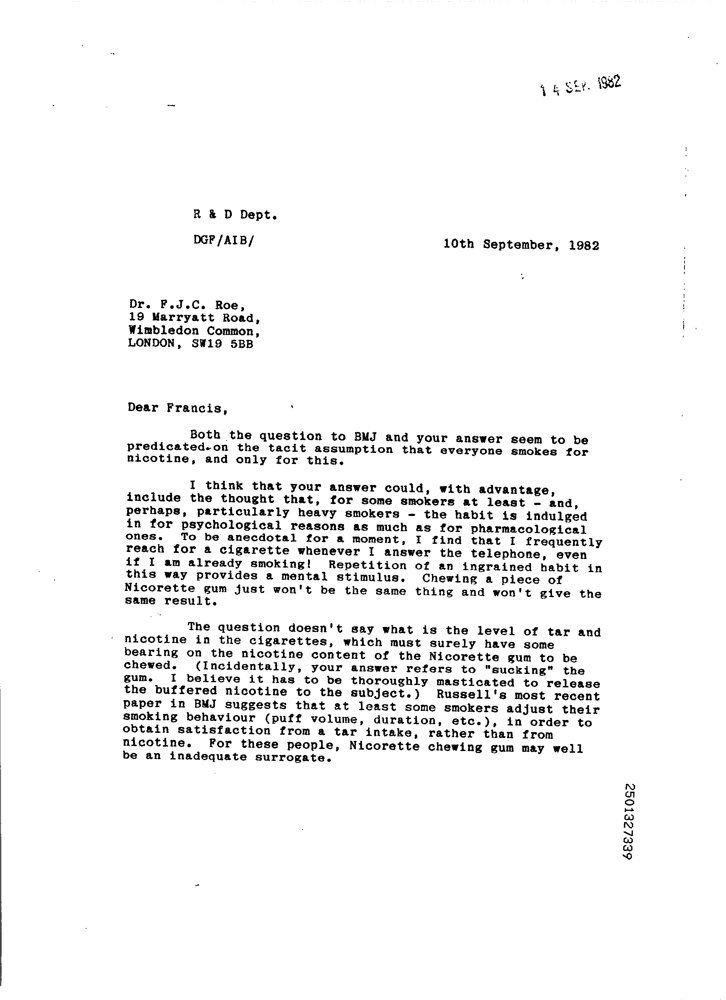 14 SEP. 1982
R & D Dept.
DGF/AIB/
10th September, 1982
Dr. F.J.C. Roe,
19 Marryatt Road,
Wimbledon Common,
LONDON, SW19 5BB
Dear Francis,
Both the question to BMJ and your answer seem to be
predicated on the tacit assumption that everyone smokes for
nicotine, and only for this.
I think that your answer could, with advantage,
include the thought that, for some smokers at least - and,
perhaps, particularly heavy smokers - the habit is indulged
in for psychological reasons as much as for pharmacological
ones. To be anecdotal for a moment, I find that I frequently
reach for a cigarette whenever I answer the telephone, even
if I am already smoking! Repetition of an ingrained habit in
this way provides a mental stimulus. Chewing a piece of
Nicorette gum just won't be the same thing and won't give the
same result.
The question doesn't say what is the level of tar and
nicotine in the cigarettes, which must surely have some
bearing on the nicotine content of the Nicorette gum to be
chewed. (Incidentally, your answer refers to "sucking" the
gum. I believe it has to be thoroughly masticated to release
the buffered nicotine to the subject.) Russell's most recent
paper in BMJ suggests that at least some smokers adjust their
smoking behaviour (puff volume, duration, etc.), in order to
obtain satisfaction from a tar intake, rather than from
nicotine. For these people, Nicorette chewing gum may well
be an inadequate surrogate.
2501327339